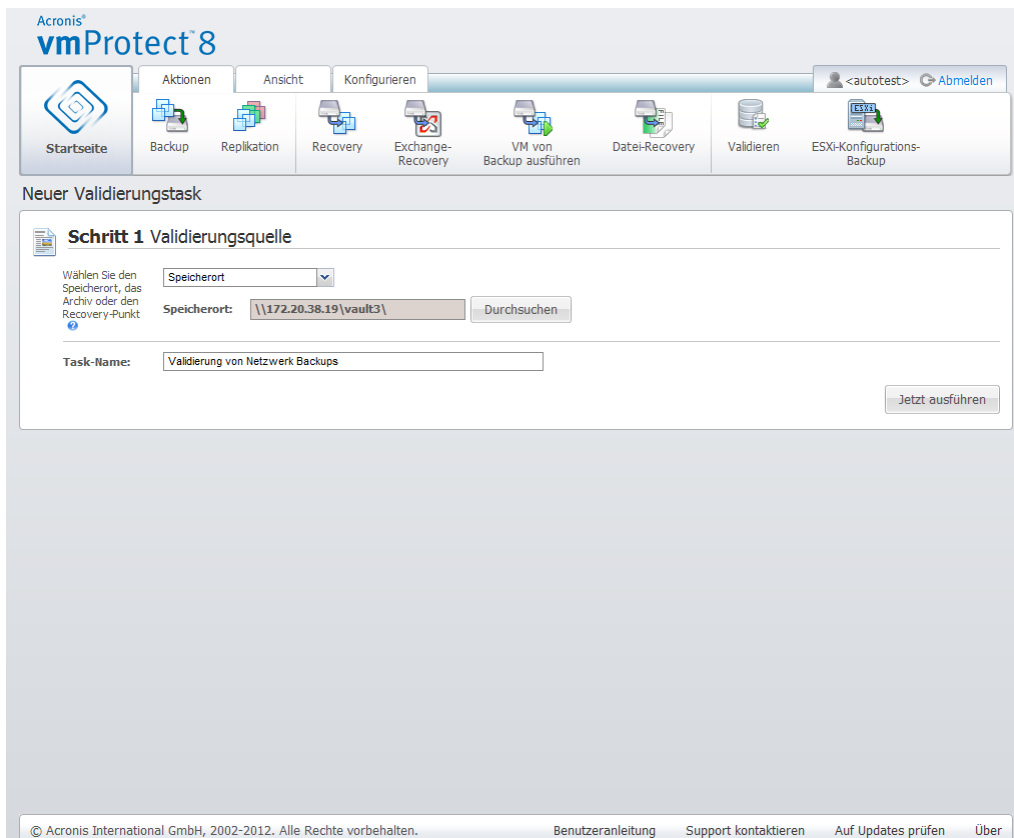 Acronis®
vmProtect™ 8
Aktionen Ansicht Konfigurieren
<autotest> Abmelden
Startseite
Backup
Replikation
Recovery
Exchange-
Recovery
VM von
Backup ausführen
Datei-Recovery
Validieren
ESXi
ESXi-Konfigurations-
Backup
Neuer Validierungstask
Schritt 1 Validierungsquelle
Wählen Sie den
Speicherort, das
Archiv oder den
Recovery-Punkt
?
Speicherort
Speicherort: \\172.20.38.19\vault3\ Durchsuchen
Task-Name: Validierung von Netzwerk Backups
Jetzt ausführen
© Acronis International GmbH, 2002-2012. Alle Rechte vorbehalten. Benutzeranleitung Support kontaktieren Auf Updates prüfen Über